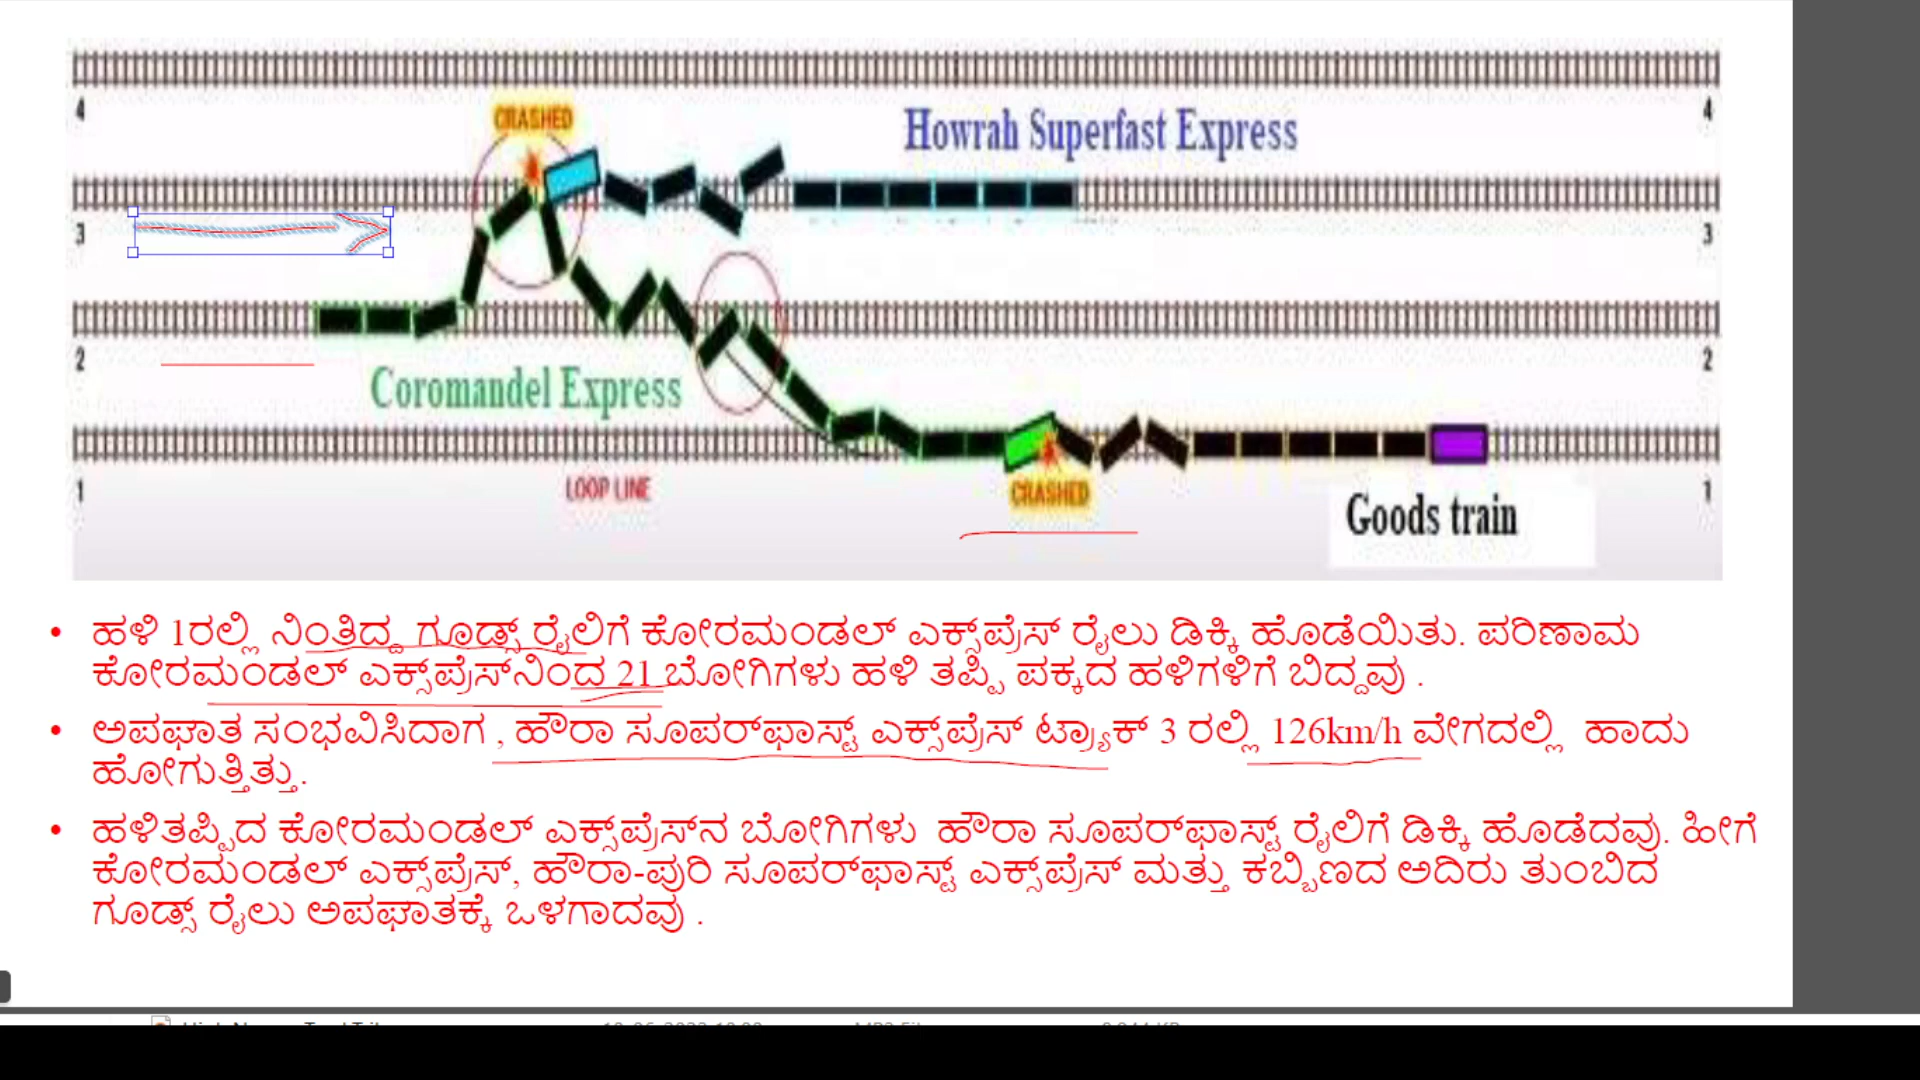 4 4
CRASHED
Howrah Superfast Express
3 3
2 2
Coromandel Express
LOOP LINE
CRASHED
1 1
Goods train
• ಹಳಿ 1ರಲ್ಲಿ ನಿಂತಿದ್ದ ಗೂಡ್ಸ್ ರೈಲಿಗೆ ಕೋರಮಂಡಲ್ ಎಕ್ಸ್‌ಪ್ರೆಸ್ ರೈಲು ಡಿಕ್ಕಿ ಹೊಡೆಯಿತು. ಪರಿಣಾಮ
ಕೋರಮಂಡಲ್ ಎಕ್ಸ್‌ಪ್ರೆಸ್‌ನಿಂದ 21 ಬೋಗಿಗಳು ಹಳಿ ತಪ್ಪಿ ಪಕ್ಕದ ಹಳಿಗಳಿಗೆ ಬಿದ್ದವು .
• ಅಪಘಾತ ಸಂಭವಿಸಿದಾಗ , ಹೌರಾ ಸೂಪರ್‌ಫಾಸ್ಟ್ ಎಕ್ಸ್‌ಪ್ರೆಸ್ ಟ್ರ್ಯಾಕ್ 3 ರಲ್ಲಿ 126km/h ವೇಗದಲ್ಲಿ ಹಾದು
ಹೋಗುತ್ತಿತ್ತು.
• ಹಳಿತಪ್ಪಿದ ಕೋರಮಂಡಲ್ ಎಕ್ಸ್‌ಪ್ರೆಸ್‌ನ ಬೋಗಿಗಳು ಹೌರಾ ಸೂಪರ್‌ಫಾಸ್ಟ್ ರೈಲಿಗೆ ಡಿಕ್ಕಿ ಹೊಡೆದವು. ಹೀಗೆ
ಕೋರಮಂಡಲ್ ಎಕ್ಸ್‌ಪ್ರೆಸ್, ಹೌರಾ-ಪುರಿ ಸೂಪರ್‌ಫಾಸ್ಟ್ ಎಕ್ಸ್‌ಪ್ರೆಸ್ ಮತ್ತು ಕಬ್ಬಿಣದ ಅದಿರು ತುಂಬಿದ
ಗೂಡ್ಸ್ ರೈಲು ಅಪಘಾತಕ್ಕೆ ಒಳಗಾದವು .